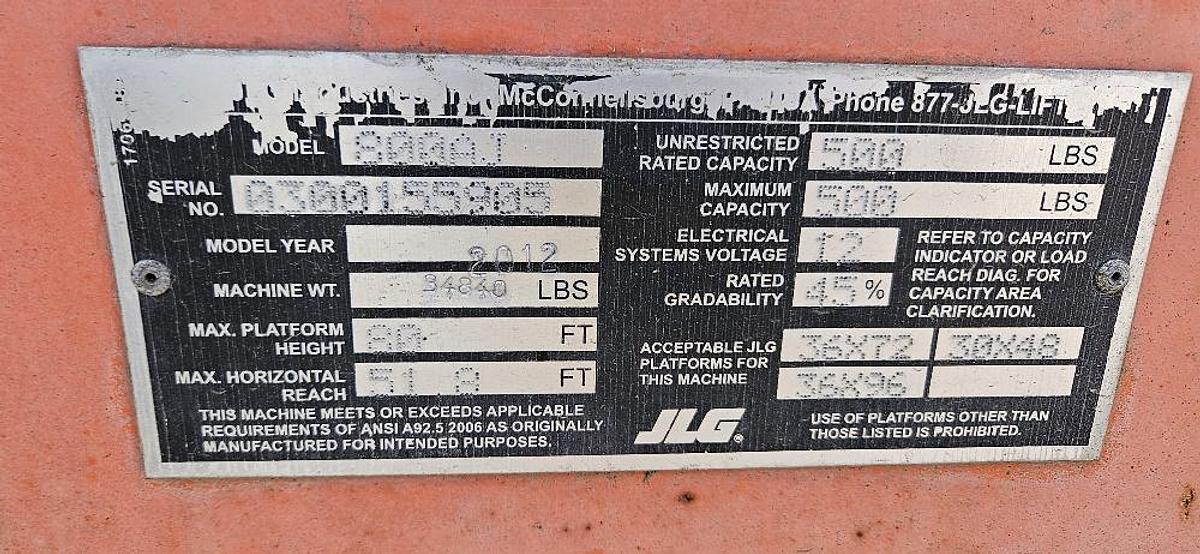 McConnellsburg, Phone 877-JLG-LIFT
MODEL 800AJ
SERIAL NO. 0300155905
MODEL YEAR 2012
MACHINE WT. 34840 LBS
MAX. PLATFORM HEIGHT 80 FT
MAX. HORIZONTAL REACH 51 8 FT
THIS MACHINE MEETS OR EXCEEDS APPLICABLE
REQUIREMENTS OF ANSI A92.5 2006 AS ORIGINALLY
MANUFACTURED FOR INTENDED PURPOSES.
UNRESTRICTED RATED CAPACITY 500 LBS
MAXIMUM CAPACITY 500 LBS
ELECTRICAL SYSTEMS VOLTAGE 12
RATED GRADABILITY 45 %
REFER TO CAPACITY
INDICATOR OR LOAD
REACH DIAG. FOR
CAPACITY AREA
CLARIFICATION.
ACCEPTABLE JLG
PLATFORMS FOR
THIS MACHINE
36X72 30X48
36X96
JLG®
USE OF PLATFORMS OTHER THAN
THOSE LISTED IS PROHIBITED.